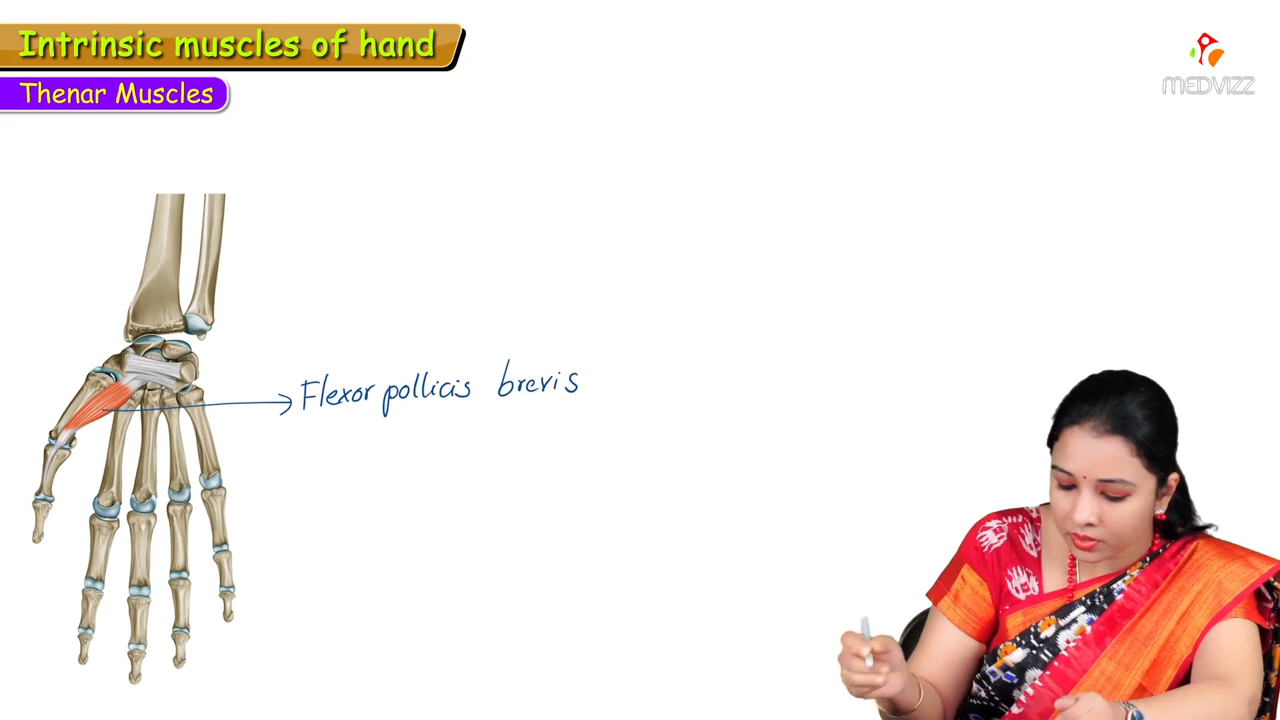 Intrinsic muscles of hand
Thenar Muscles
MEDVIZZ
Flexor pollicis brevis